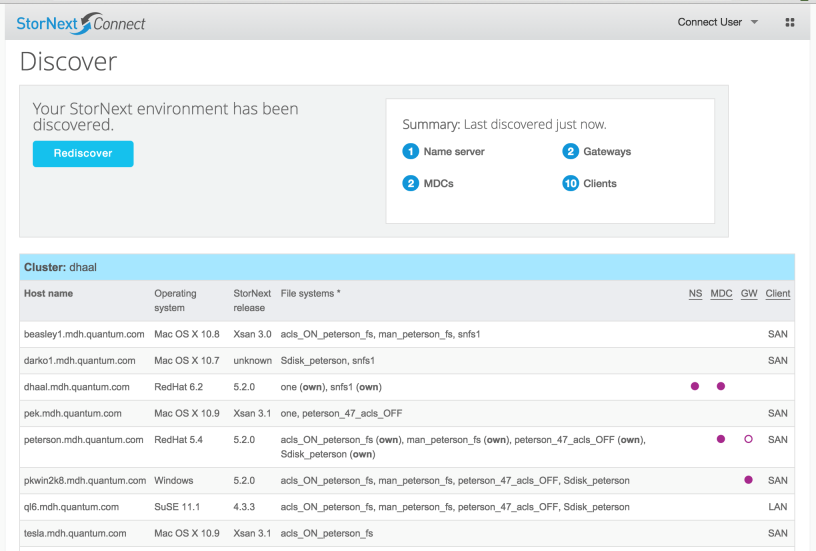 StorNext Connect
Connect User
Discover
Your StorNext environment has been
discovered.
Rediscover
Summary: Last discovered just now.
1 Name server
2 Gateways
2 MDCs
10 Clients
Cluster: dhaal
Host name Operating system StorNext release File systems * NS MDC GW Client
beasley1.mdh.quantum.com Mac OS X 10.8 Xsan 3.0 acls_ON_peterson_fs, man_peterson_fs, snfs1 SAN
darko1.mdh.quantum.com Mac OS X 10.7 unknown Sdisk_peterson, snfs1 SAN
dhaal.mdh.quantum.com RedHat 6.2 5.2.0 one (own), snfs1 (own)
pek.mdh.quantum.com Mac OS X 10.9 Xsan 3.1 one, peterson_47_acls_OFF SAN
peterson.mdh.quantum.com RedHat 5.4 5.2.0 acls_ON_peterson_fs (own), man_peterson_fs (own), peterson_47_acls_OFF (own), SAN
Sdisk_peterson (own)
pkwin2k8.mdh.quantum.com Windows 5.2.0 acls_ON_peterson_fs, man_peterson_fs, peterson_47_acls_OFF, Sdisk_peterson SAN
ql6.mdh.quantum.com SuSE 11.1 4.3.3 acls_ON_peterson_fs, man_peterson_fs, peterson_47_acls_OFF, Sdisk_peterson LAN
tesla.mdh.quantum.com Mac OS X 10.9 Xsan 3.1 acls_ON_peterson_fs SAN